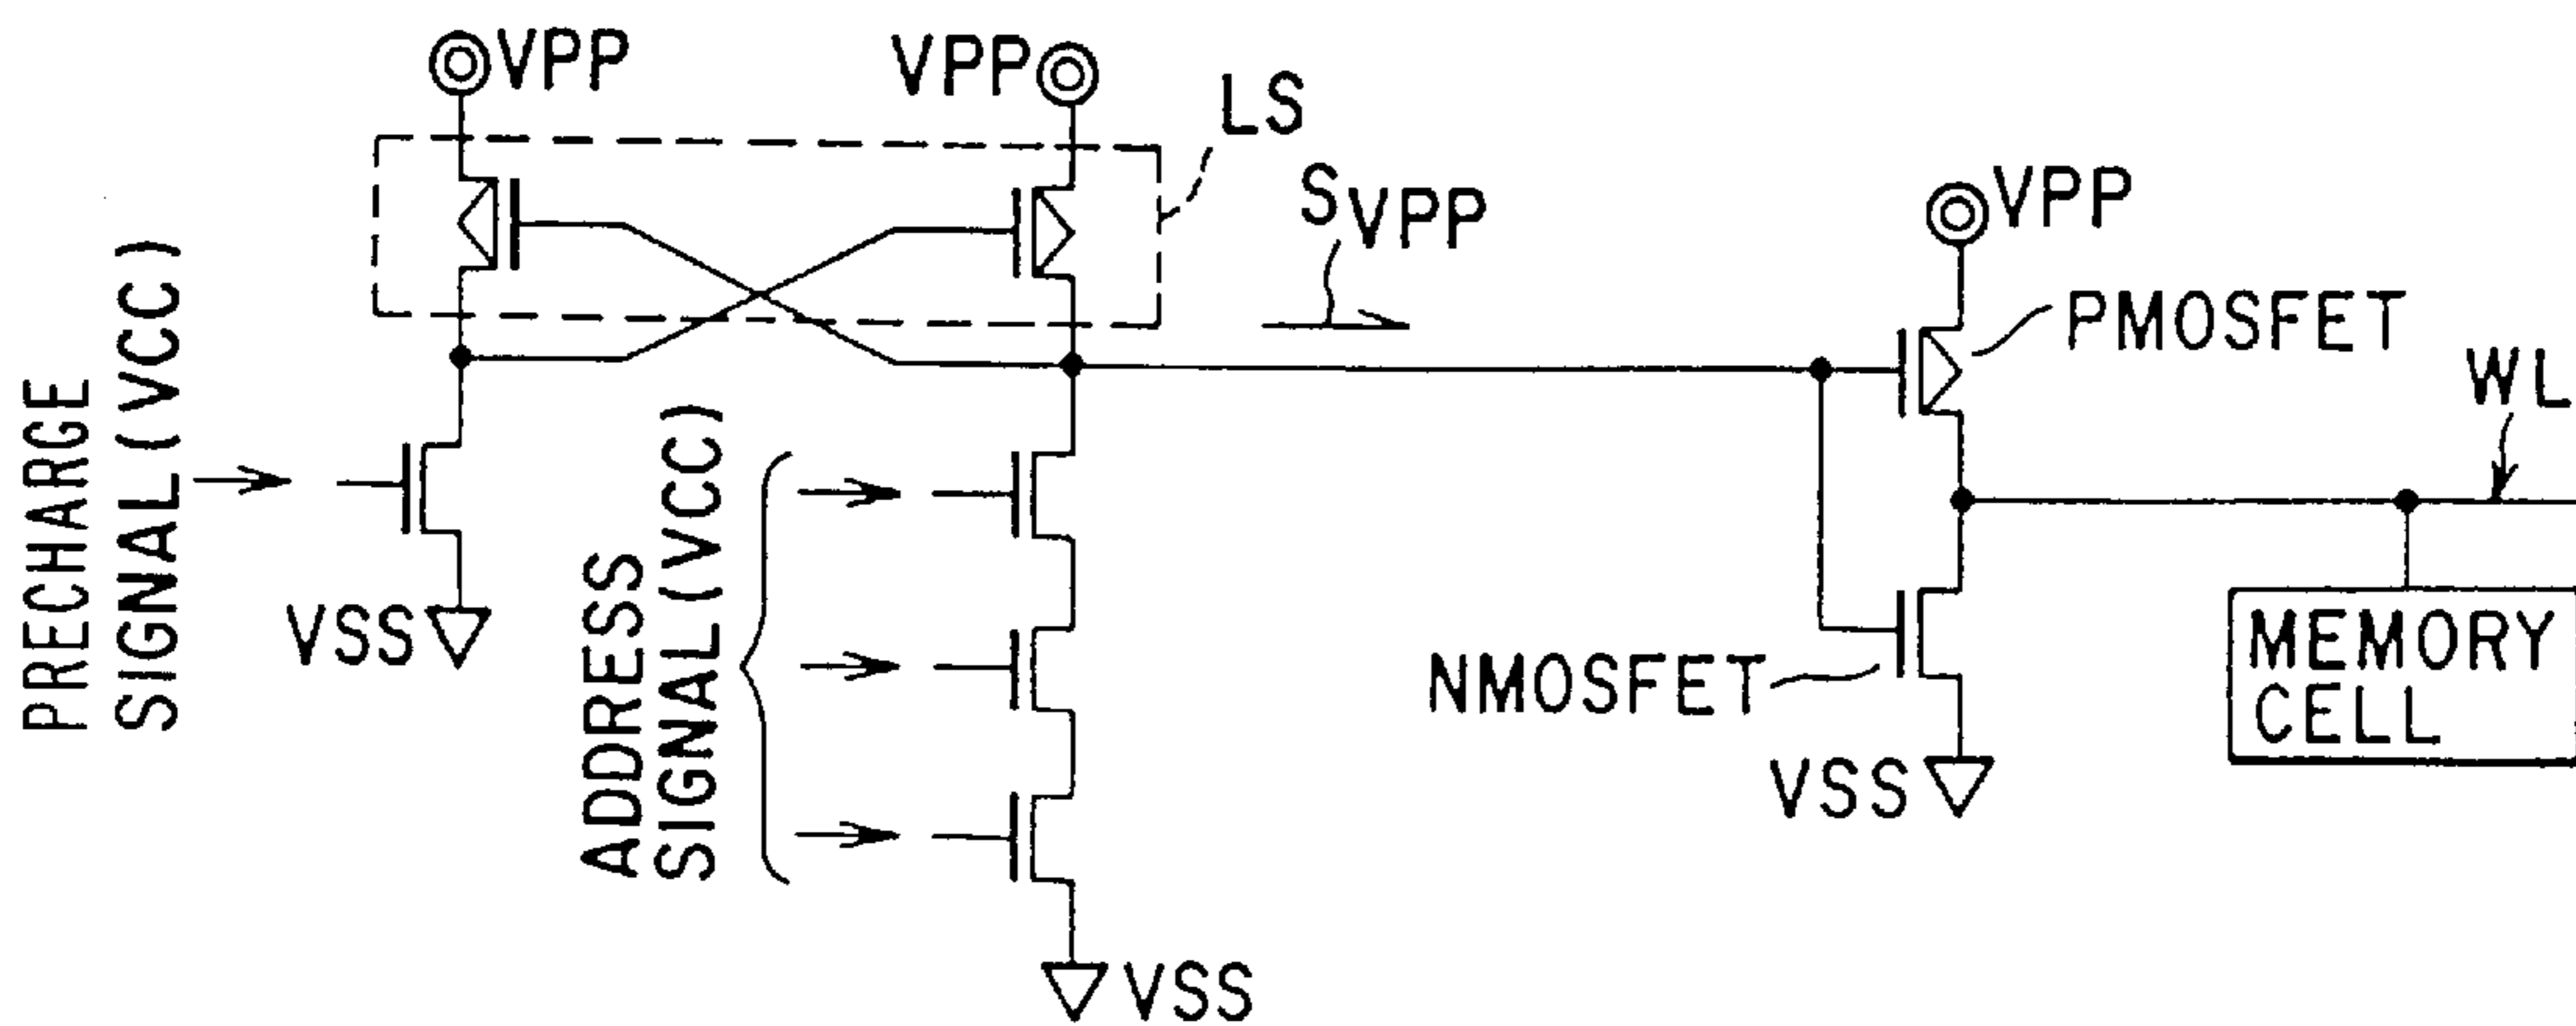 VPP
VPP
LS
SVPP
VPP
PMOSFET
WL
PRECHARGE
SIGNAL(VCC)
VSS
ADDRESS
SIGNAL(VCC)
NMOSFET
VSS
MEMORY
CELL
VSS